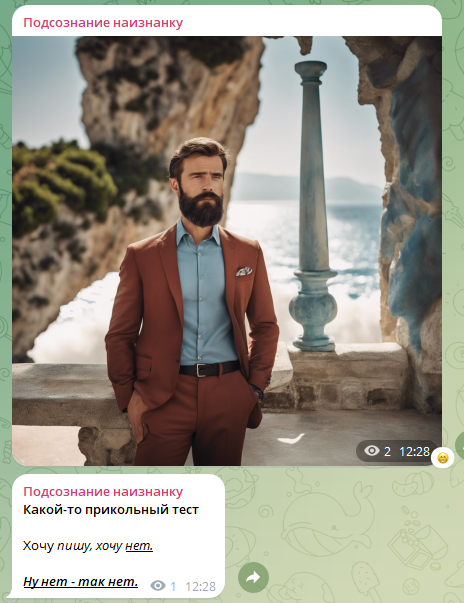 Подсознание наизнанку
2 12:28
Подсознание наизнанку
Какой-то прикольный тест
Хочу пишу, хочу нет.
Ну нет - так нет.
1 12:28